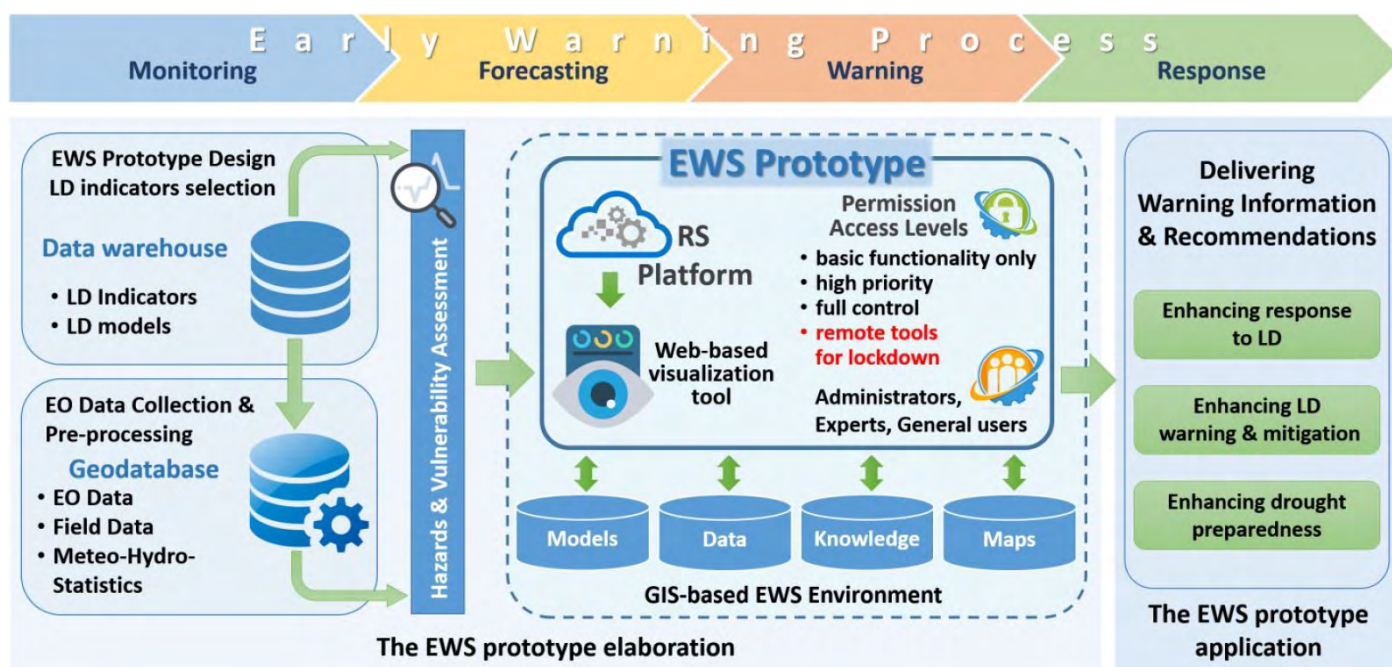 Early Warning Process
Monitoring
Forecasting
Warning
Response
EWS Prototype Design
LD indicators selection
Data warehouse
• LD Indicators
• LD models
EO Data Collection &
Pre-processing
Geodatabase
• EO Data
• Field Data
• Meteo-Hydro-
Statistics
Hazards & Vulnerability Assessment
EWS Prototype
RS
Platform
Web-based
visualization
tool
Permission
Access Levels
• basic functionality only
• high priority
• full control
• remote tools
for lockdown
Administrators,
Experts, General users
Models
Data
Knowledge
Maps
GIS-based EWS Environment
The EWS prototype elaboration
Delivering
Warning Information
& Recommendations
Enhancing response
to LD
Enhancing LD
warning & mitigation
Enhancing drought
preparedness
The EWS prototype
application